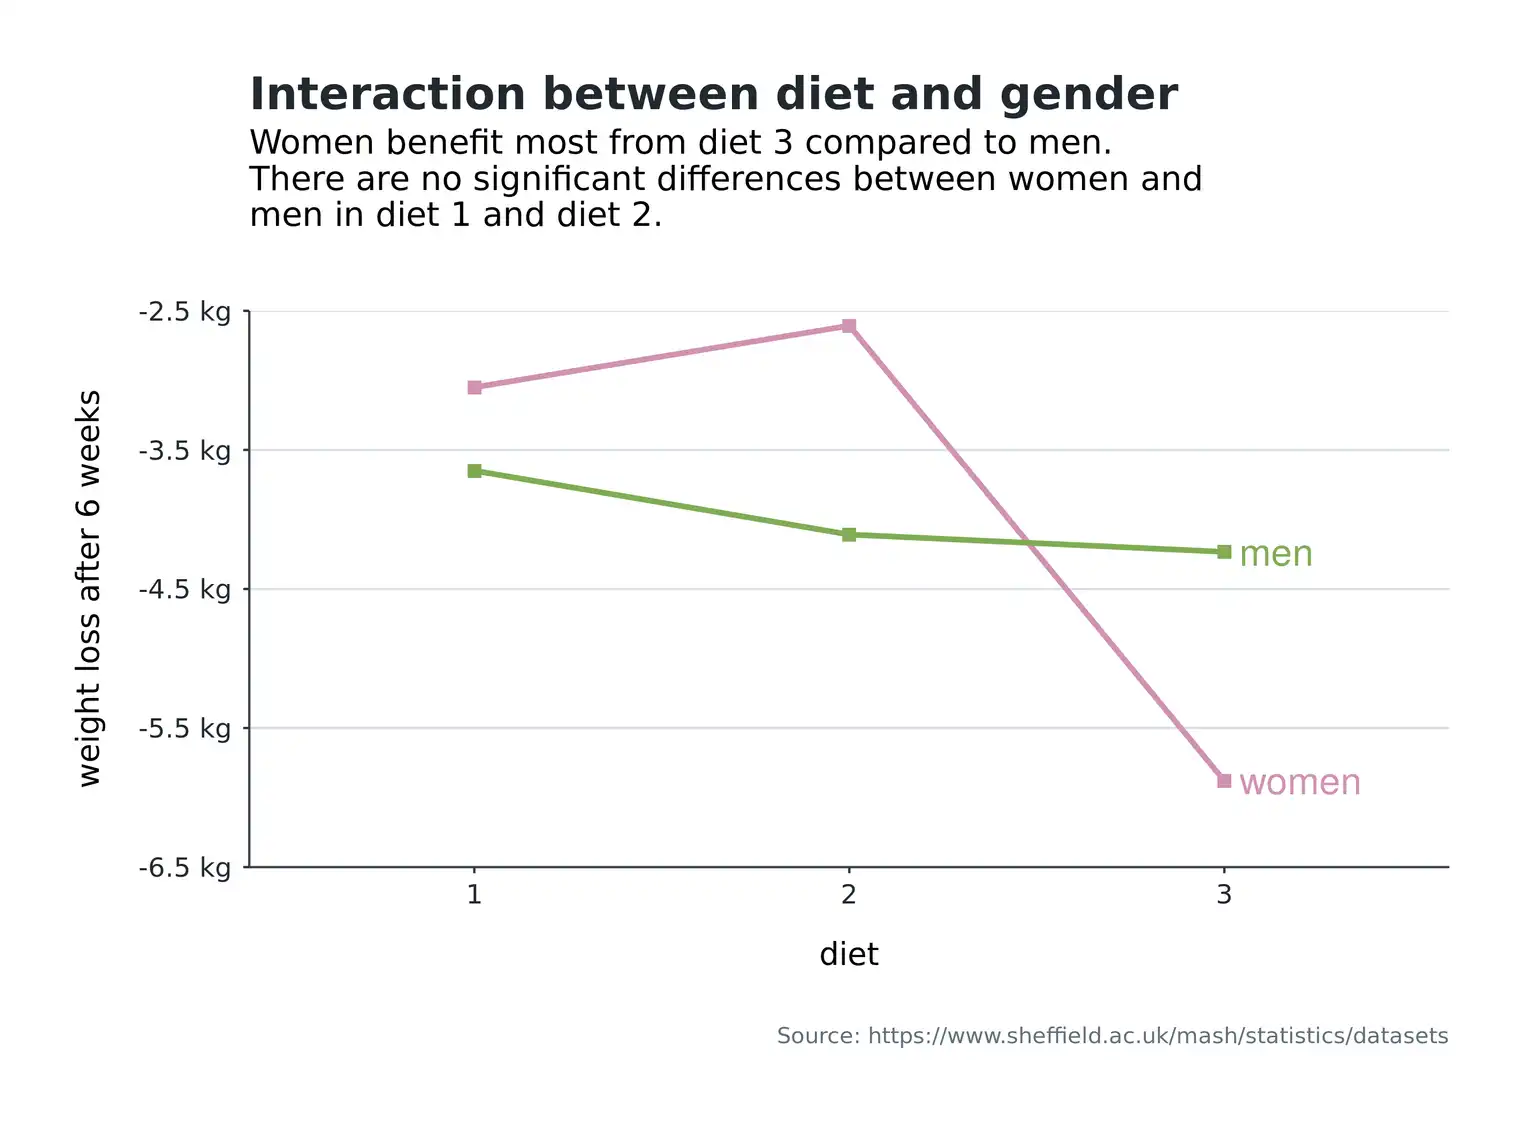 Interaction between diet and gender
Women benefit most from diet 3 compared to men.
There are no significant differences between women and
men in diet 1 and diet 2.
weight loss after 6 weeks
-2.5 kg
-3.5 kg
-4.5 kg
-5.5 kg
-6.5 kg
men
women
1
2
3
diet
Source: https://www.sheffield.ac.uk/mash/statistics/datasets